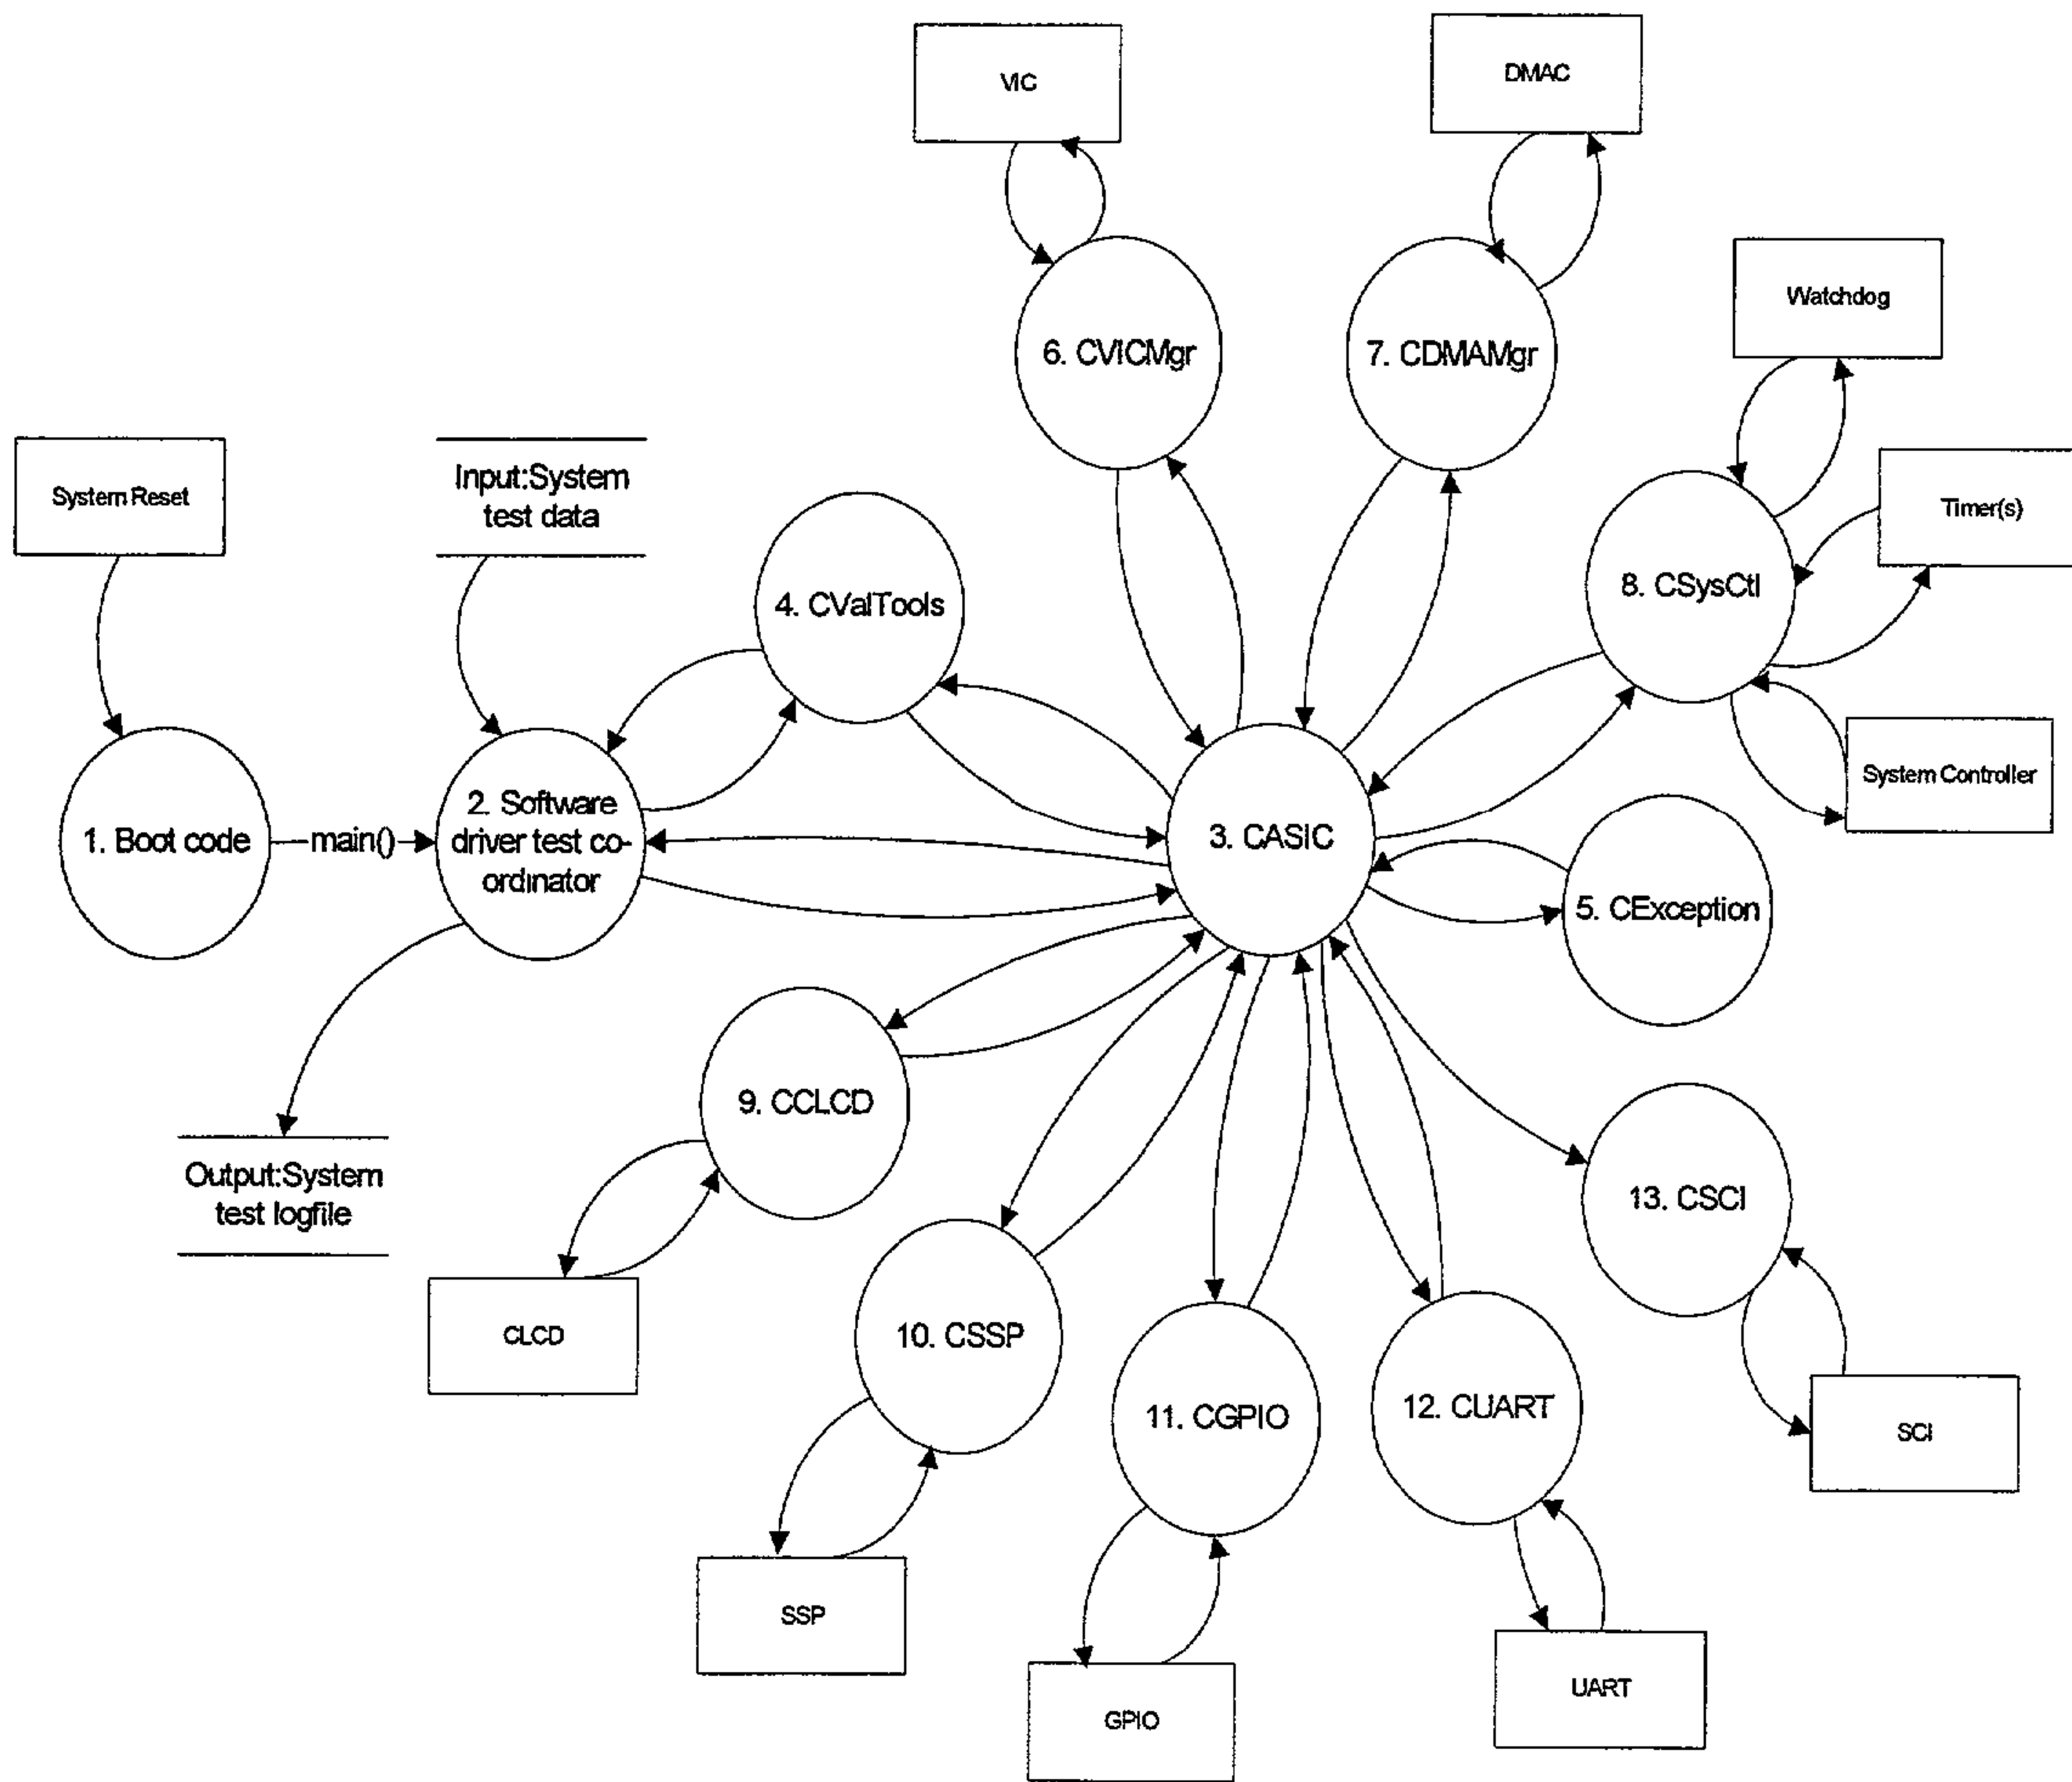 VIC
DMAC
Watchdog
6. CVICMgr
7. CDMAMgr
System Reset
Input:System
test data
Timer(s)
4. CValTools
8. CSysCtl
System Controller
1. Boot code
main()
2. Software
driver test co-
ordinator
3. CASIC
5. CException
9. CCLCD
Output:System
test logfile
13. CSCI
CLCD
10. CSSP
11. CGPIO
12. CUART
SCI
SSP
GPIO
UART